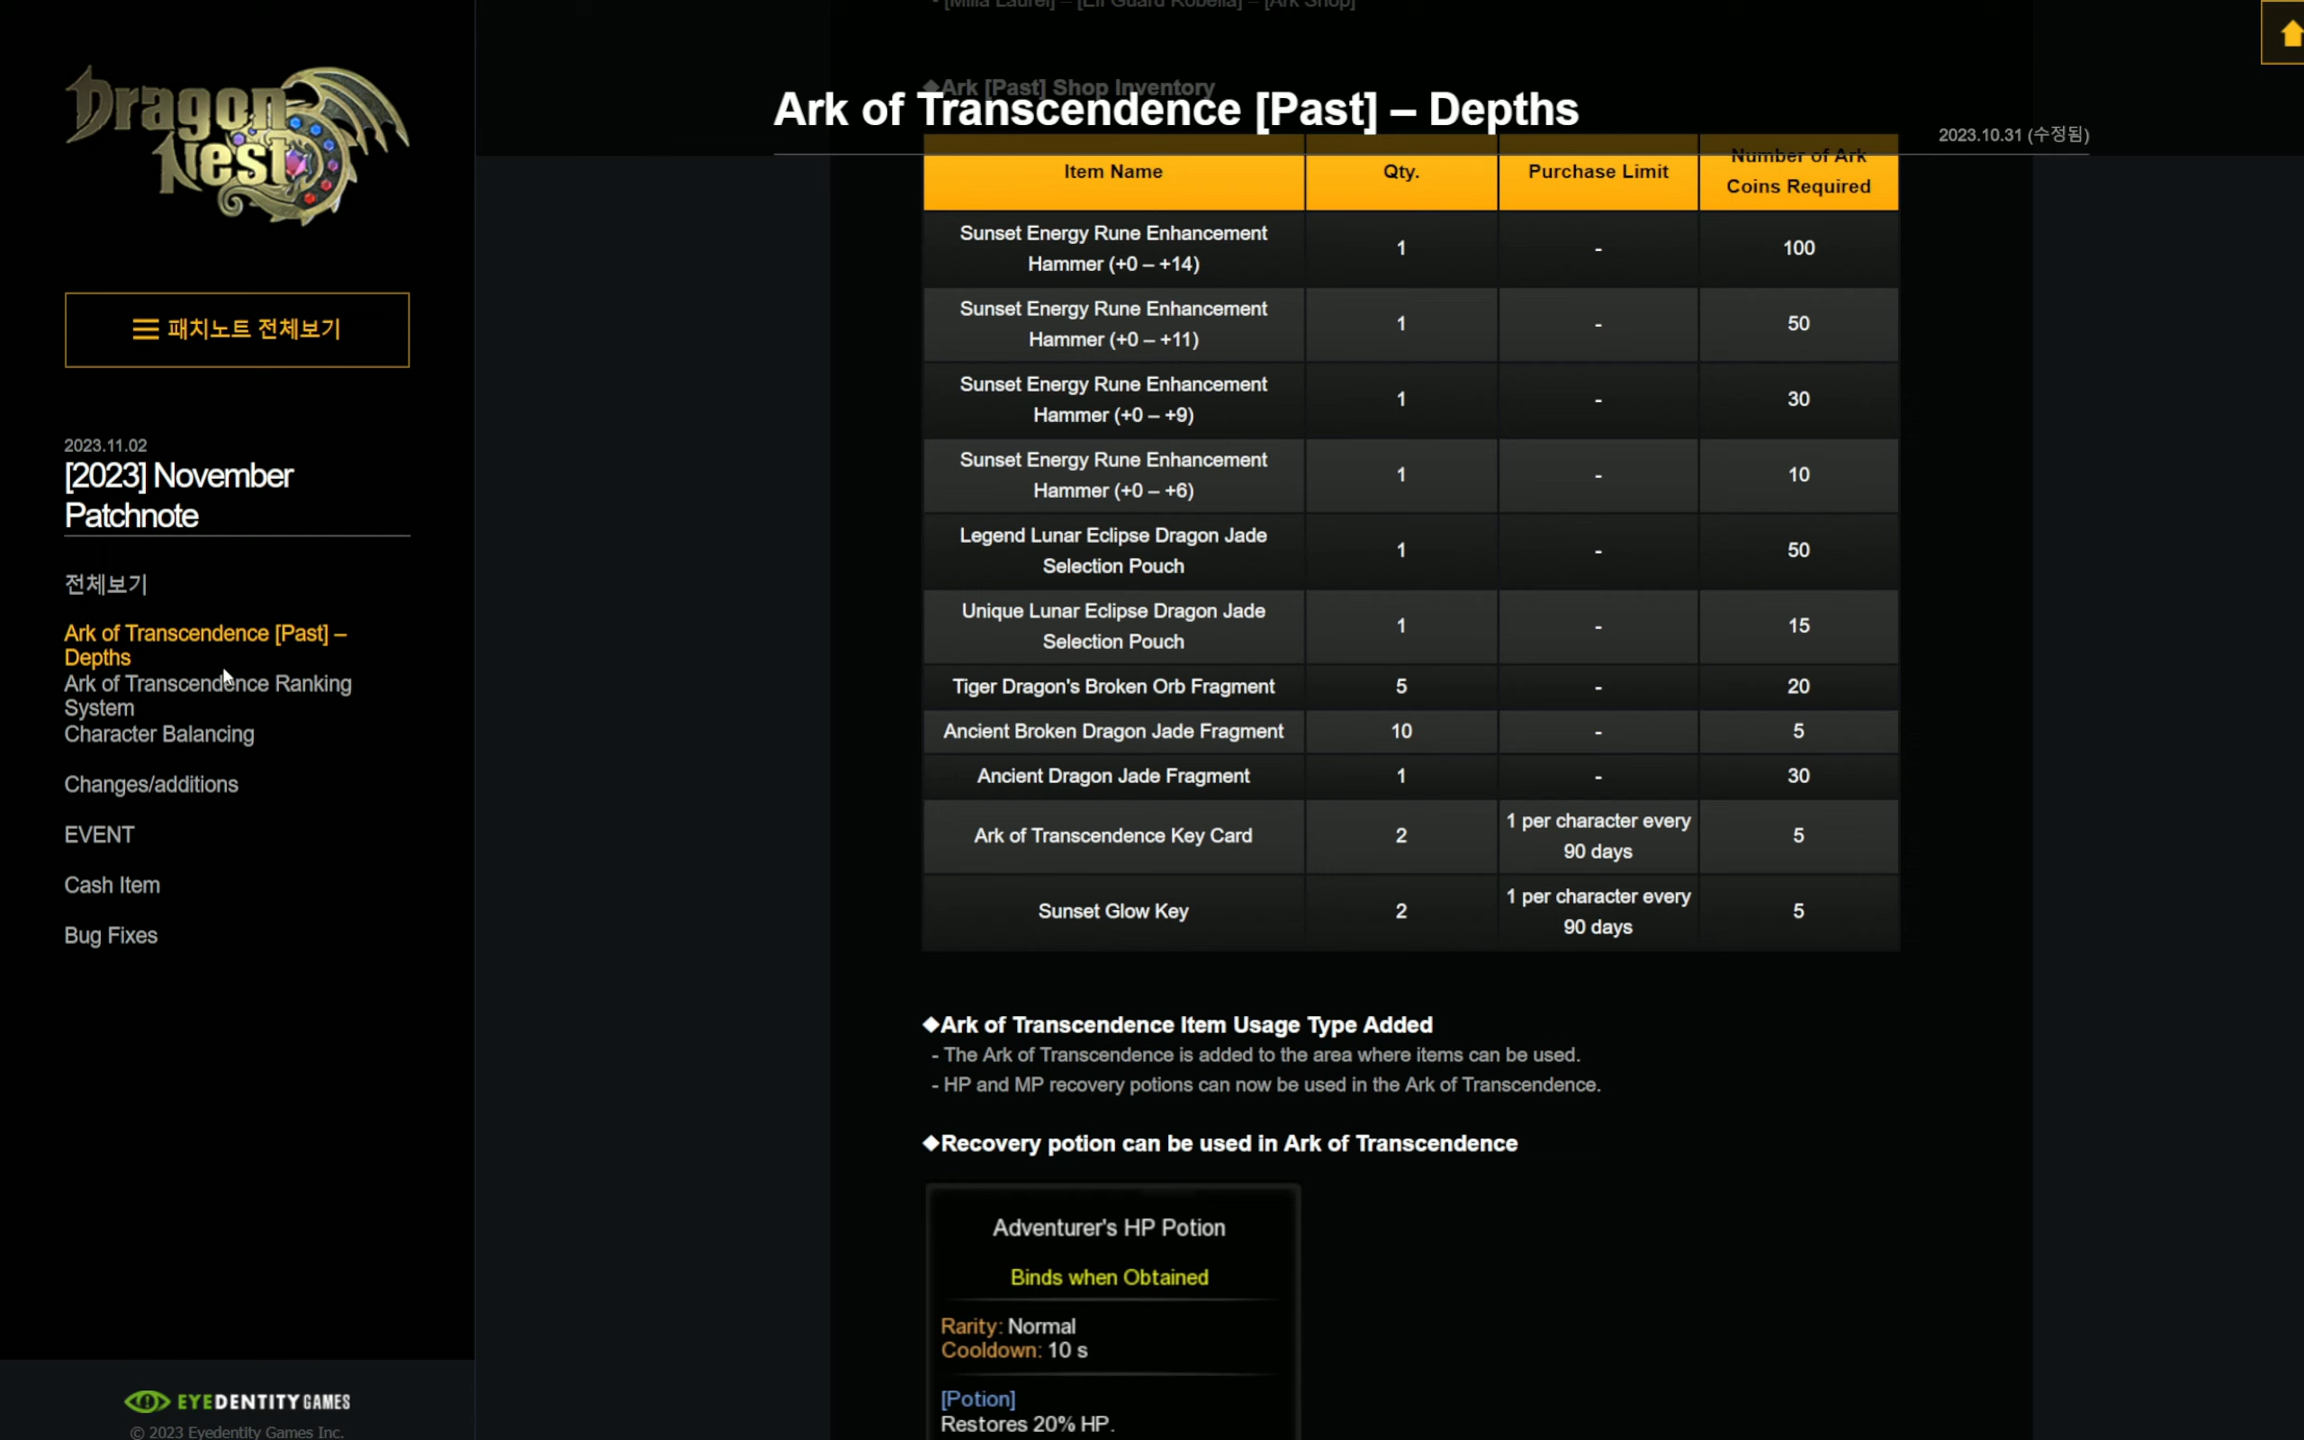 Dragon
Nest
패치노트 전체보기
2023.11.02
[2023] November
Patchnote
전체보기
Ark of Transcendence [Past] –
Depths
Ark of Transcendence Ranking
System
Character Balancing
Changes/additions
EVENT
Cash Item
Bug Fixes
EYEDENTITY GAMES
© 2023 Eyedentity Games Inc.
- [Milla Laurel] – [Elf Guard Robella] – [Ark Shop]
◆Ark [Past] Shop Inventory
Ark of Transcendence [Past] – Depths
2023.10.31 (수정됨)
Item Name
Qty.
Purchase Limit
Number of Ark
Coins Required
Sunset Energy Rune Enhancement
Hammer (+0 – +14)
1
-
100
Sunset Energy Rune Enhancement
Hammer (+0 – +11)
1
-
50
Sunset Energy Rune Enhancement
Hammer (+0 – +9)
1
-
30
Sunset Energy Rune Enhancement
Hammer (+0 – +6)
1
-
10
Legend Lunar Eclipse Dragon Jade
Selection Pouch
1
-
50
Unique Lunar Eclipse Dragon Jade
Selection Pouch
1
-
15
Tiger Dragon's Broken Orb Fragment
5
-
20
Ancient Broken Dragon Jade Fragment
10
-
5
Ancient Dragon Jade Fragment
1
-
30
Ark of Transcendence Key Card
2
1 per character every
90 days
5
Sunset Glow Key
2
1 per character every
90 days
5
◆Ark of Transcendence Item Usage Type Added
- The Ark of Transcendence is added to the area where items can be used.
- HP and MP recovery potions can now be used in the Ark of Transcendence.
◆Recovery potion can be used in Ark of Transcendence
Adventurer's HP Potion
Binds when Obtained
Rarity: Normal
Cooldown: 10 s
[Potion]
Restores 20% HP.